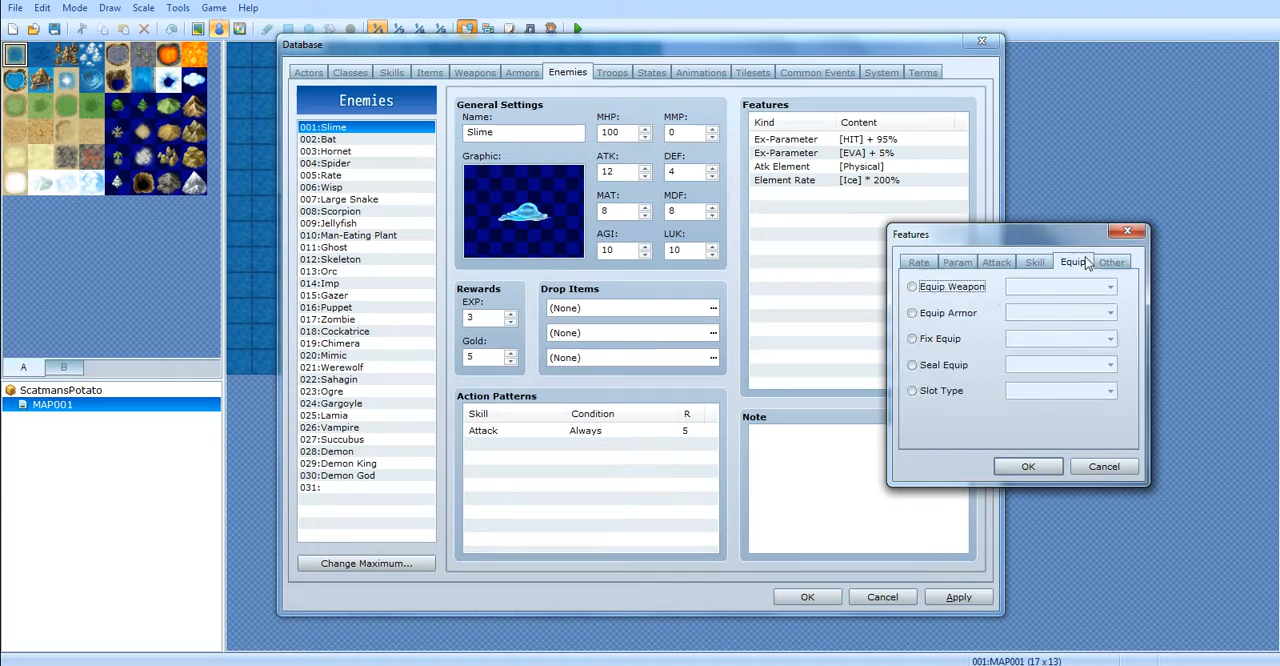 File Edit Mode Draw Scale Tools Game Help
Database
Actors Classes Skills Items Weapons Armors Enemies Troops States Animations Tilesets Common Events System Terms
Enemies
001:Slime
002:Bat
003:Hornet
004:Spider
005:Rate
006:Wisp
007:Large Snake
008:Scorpion
009:Jellyfish
010:Man-Eating Plant
011:Ghost
012:Skeleton
013:Orc
014:Imp
015:Gazer
016:Puppet
017:Zombie
018:Cockatrice
019:Chimera
020:Mimic
021:Werewolf
022:Sahagin
023:Ogre
024:Gargoyle
025:Lamia
026:Vampire
027:Succubus
028:Demon
029:Demon King
030:Demon God
031:
Change Maximum...
General Settings
Name: MHP: MMP:
Slime 100 0
Graphic: ATK: DEF:
12 4
MAT: MDF:
8 8
AGI: LUK:
10 10
Rewards
EXP:
3
Gold:
5
Drop Items
(None) ...
(None) ...
(None) ...
Action Patterns
Skill Condition R
Attack Always 5
Features
Kind Content
Ex-Parameter [HIT] + 95%
Ex-Parameter [EVA] + 5%
Atk Element [Physical]
Element Rate [Ice] * 200%
Note
OK Cancel Apply
Features
Rate Param Attack Skill Equip Other
Equip Weapon
Equip Armor
Fix Equip
Seal Equip
Slot Type
OK Cancel
A B
ScatmansPotato
MAP001
001:MAP001 (17 x 13)